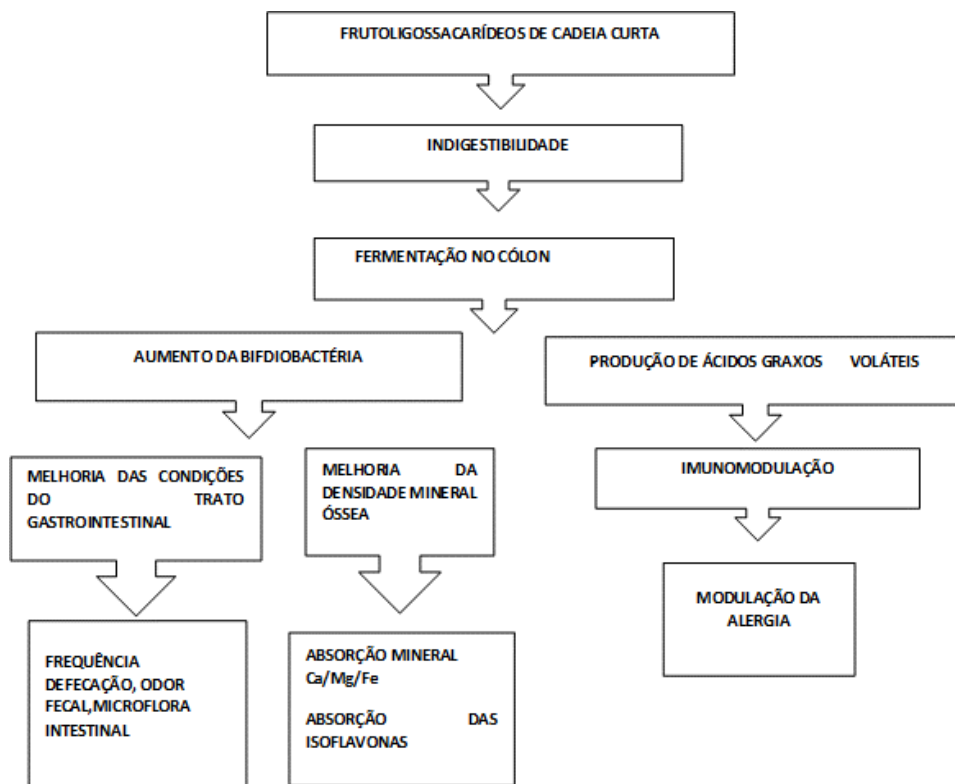 FRUTOLIGOSSACARÍDEOS DE CADEIA CURTA
INDIGESTIBILIDADE
FERMENTAÇÃO NO CÓLON
AUMENTO DA BIFDIOBACTÉRIA
PRODUÇÃO DE ÁCIDOS GRAXOS VOLÁTEIS
MELHORIA DAS CONDIÇÕES
DO TRATO
GASTROINTESTINAL
MELHORIA DA
DENSIDADE MINERAL
ÓSSEA
IMUNOMODULAÇÃO
FREQUÊNCIA
DEFECAÇÃO, ODOR
FECAL,MICROFLORA
INTESTINAL
ABSORÇÃO MINERAL
Ca/Mg/Fe
ABSORÇÃO DAS
ISOFLAVONAS
MODULAÇÃO DA
ALERGIA